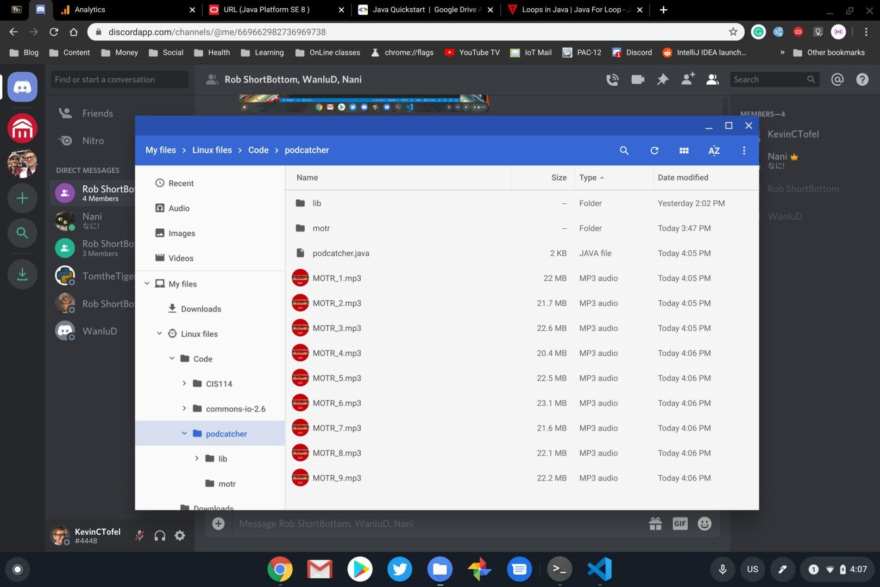 Analytics
URL (Java Platform SE 8 )
Java Quickstart | Google Drive A
Loops in Java | Java For Loop -
discordapp.com/channels/@me/669662982736969738
Blog
Content
Money
Social
Health
Learning
OnLine classes
chrome://flags
YouTube TV
IoT Mail
PAC-12
Discord
IntelliJ IDEA launch...
»
Other bookmarks
Find or start a conversation
Rob ShortBottom, WanluD, Nani
Search
Friends
Nitro
DIRECT MESSAGES
Rob ShortBo
4 Members
Nani
なに!
Rob ShortBo
3 Members
TomtheTige
Rob ShortBo
WanluD
MEMBERS—4
KevinCTofel
Nani
なに!
Rob ShortBottom
WanluD
My files > Linux files > Code > podcatcher
AZ
Recent
Audio
Images
Videos
My files
Downloads
Linux files
Code
CIS114
commons-io-2.6
podcatcher
lib
motr
Downloads
Name Size Type Date modified
lib -- Folder Yesterday 2:02 PM
motr -- Folder Today 3:47 PM
podcatcher.java 2 KB JAVA file Today 4:05 PM
MOTR_1.mp3 22 MB MP3 audio Today 4:05 PM
MOTR_2.mp3 21.7 MB MP3 audio Today 4:05 PM
MOTR_3.mp3 22.6 MB MP3 audio Today 4:05 PM
MOTR_4.mp3 20.4 MB MP3 audio Today 4:06 PM
MOTR_5.mp3 22.5 MB MP3 audio Today 4:06 PM
MOTR_6.mp3 23.1 MB MP3 audio Today 4:06 PM
MOTR_7.mp3 21.6 MB MP3 audio Today 4:06 PM
MOTR_8.mp3 22.1 MB MP3 audio Today 4:06 PM
MOTR_9.mp3 22.2 MB MP3 audio Today 4:06 PM
Message Rob ShortBottom, WanluD, Nani
GIF
KevinCTofel
#4448
US
1
4:07